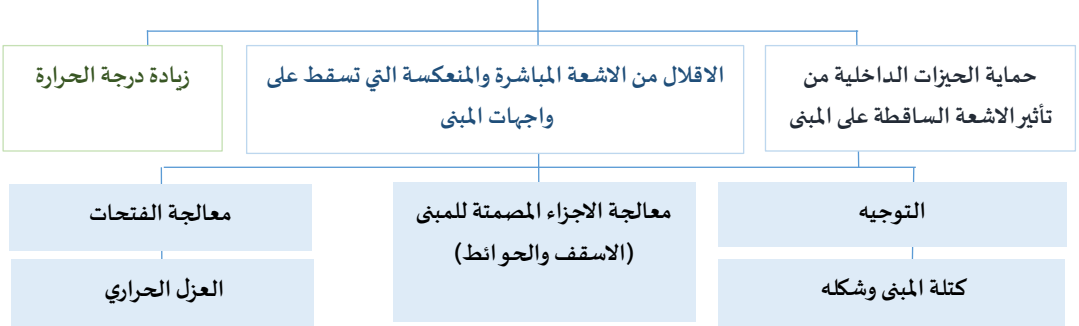 حماية الحيزات الداخلية من
تأثير الاشعة الساقطة على المبنى
الاقلال من الاشعة المباشرة والمنعكسة التي تسقط على
واجهات المبنى
زيادة درجة الحرارة
التوجيه
معالجة الاجزاء المصمتة للمبنى
(الاسقف والحوائط)
معالجة الفتحات
كتلة المبنى وشكله
العزل الحراري